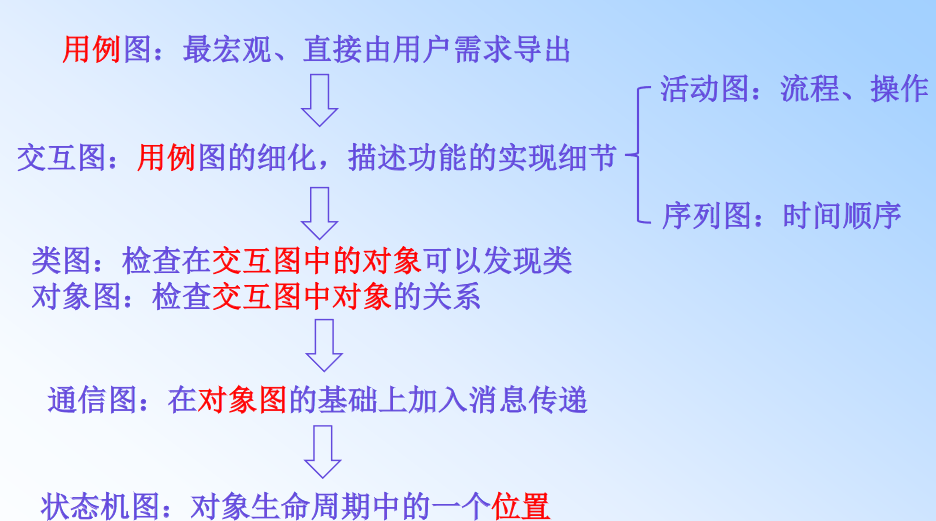 用例图：最宏观、直接由用户需求导出
活动图：流程、操作
交互图：用例图的细化，描述功能的实现细节
序列图：时间顺序
类图：检查在交互图中的对象可以发现类
对象图：检查交互图中对象的关系
通信图：在对象图的基础上加入消息传递
状态机图：对象生命周期中的一个位置